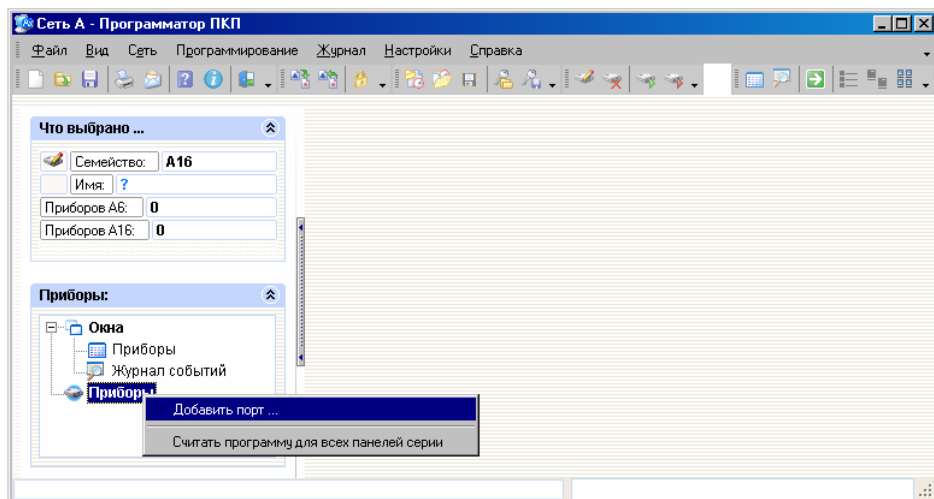 Сеть А - Программатор ПКП
Файл Вид Сеть Программирование Журнал Настройки Справка
Что выбрано ...
Семейство: А16
Имя: ?
Приборов А6: 0
Приборов А16: 0
Приборы:
Окна
Приборы
Журнал событий
Приборы
Добавить порт ...
Считать программу для всех панелей серии